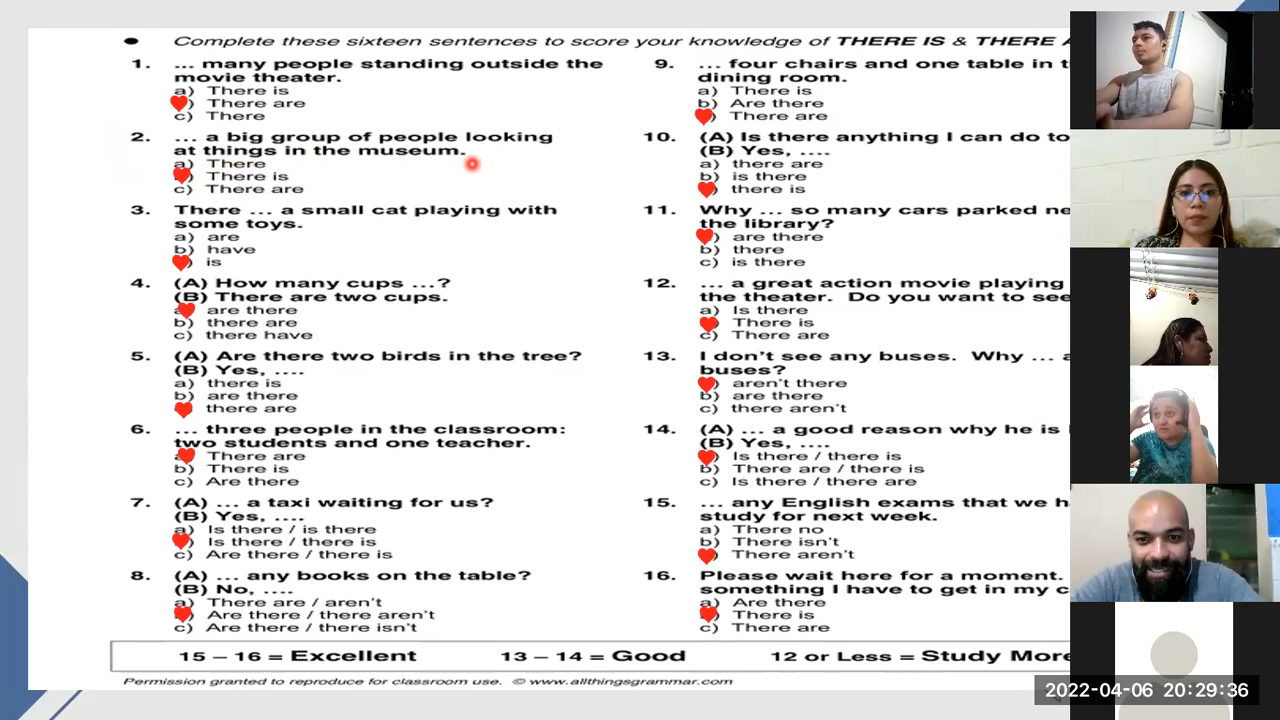 Complete these sixteen sentences to score your knowledge of THERE IS & THERE
1. ... many people standing outside the
movie theater.
a) There is
) There are
c) There
2. ... a big group of people looking
at things in the museum.
a) There
) There is
c) There are
3. There ... a small cat playing with
some toys.
a) are
b) have
) is
4. (A) How many cups ...?
(B) There are two cups.
are there
b) there are
c) there have
5. (A) Are there two birds in the tree?
(B) Yes, ....
a) there is
b) are there
there are
6. ... three people in the classroom:
two students and one teacher.
There are
b) There is
c) Are there
7. (A) ... a taxi waiting for us?
(B) Yes, ....
a) Is there / is there
) Is there / there is
c) Are there / there is
8. (A) ... any books on the table?
(B) No, ....
a) There are / aren't
) Are there / there aren't
c) Are there / there isn't
9. ... four chairs and one table in
dining room.
a) There is
b) Are there
) There are
10. (A) Is there anything I can do to
(B) Yes, ....
a) there are
b) is there
) there is
11. Why ... so many cars parked
the library?
) are there
b) there
c) is there
12. ... a great action movie playing
the theater. Do you want to see
a) Is there
) There is
c) There are
13. I don't see any buses. Why ...
buses?
) aren't there
b) are there
c) there aren't
14. (A) ... a good reason why he is
(B) Yes, ....
Is there / there is
b) There are / there is
c) Is there / there are
15. ... any English exams that we
study for next week.
a) There no
b) There isn't
) There aren't
16. Please wait here for a moment.
something I have to get in my
a) Are there
) There is
c) There are
15 – 16 = Excellent 13 – 14 = Good 12 or Less = Study More
Permission granted to reproduce for classroom use. © www.allthingsgrammar.com
2022-04-06 20:29:36